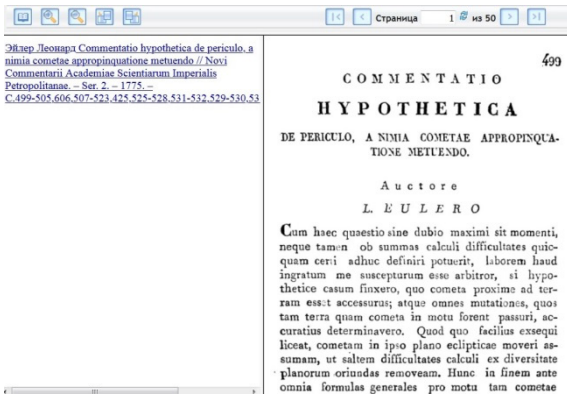 Страница 1 из 50
Эйлер Леонард Commentatio hypothetica de periculo, a
nimia cometae appropinquatione metuendo // Novi
Commentarii Academiae Scientiarum Imperialis
Petropolitanae. – Ser. 2. – 1775. –
С.499-505,606,507-523,425,525-528,531-532,529-530,53
499
COMMENTATIO
HYPOTHETICA
DE PERICULO, A NIMIA COMETAE APPROPINQUA-
TIONE METUENDO.
Auctore
L. EULERO
Cum haec quaestio sine dubio maximi sit momenti,
neque tamen ob summas calculi difficultates quic-
quam certi adhuc definiri potuerit, laborem haud
ingratum me suscepturum esse arbitror, si hypo-
thetice casum finxero, quo cometa proxime ad ter-
ram esset accessurus; atque omnes mutationes, quos
tam terra quam cometa in motu forent passuri, ac-
curatius determinavero. Quod quo facilius exsequi
liceat, cometam in ipso plano eclipticae moveri as-
sumam, ut saltem difficultates calculi ex diversitate
planorum oriundas removeam. Hunc in finem ante
omnia formulas generales pro motu tam cometae